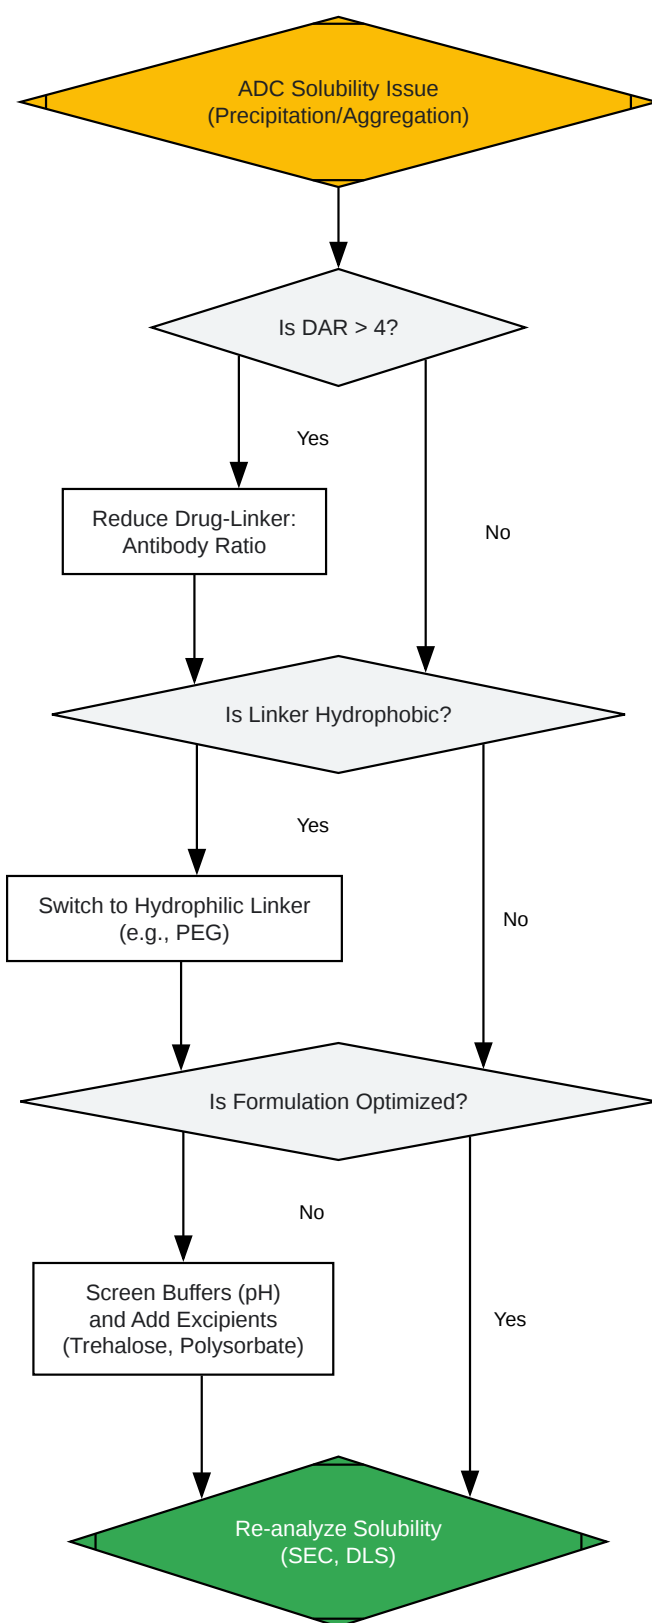 ADC Solubility Issue
(Precipitation/Aggregation)
Is DAR > 4?
Yes
Reduce Drug-Linker:
Antibody Ratio
No
Is Linker Hydrophobic?
Yes
Switch to Hydrophilic Linker
(e.g., PEG)
No
Is Formulation Optimized?
No
Screen Buffers (pH)
and Add Excipients
(Trehalose, Polysorbate)
Yes
Re-analyze Solubility
(SEC, DLS)